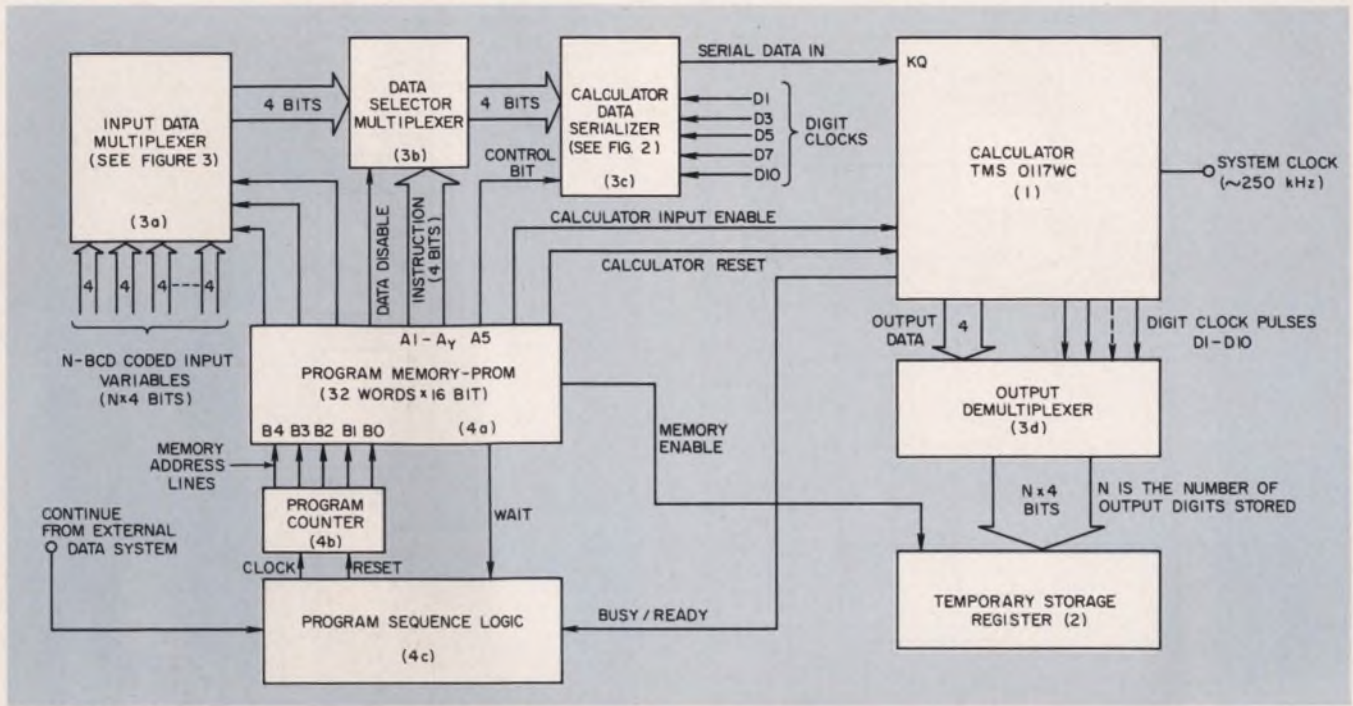 INPUT DATA
MULTIPLEXER
(SEE FIGURE 3)
(3a)
4 BITS
DATA
SELECTOR
MULTIPLEXER
(3b)
4 BITS
CALCULATOR
DATA
SERIALIZER
(SEE FIG. 2)
(3c)
SERIAL DATA IN
D1
D3
D5
D7
D10
DIGIT
CLOCKS
KQ
CALCULATOR
TMS 0117WC
(1)
SYSTEM CLOCK
(~250 kHz)
CONTROL
BIT
DATA DISABLE
INSTRUCTION
(4 BITS)
CALCULATOR INPUT ENABLE
CALCULATOR RESET
4
4
4
4
N-BCD CODED INPUT
VARIABLES
(N×4 BITS)
A1-AY
A5
PROGRAM MEMORY-PROM
(32 WORDS×16 BIT)
(4a)
B4
B3
B2
B1
B0
MEMORY
ADDRESS
LINES
MEMORY
ENABLE
OUTPUT
DATA
4
DIGIT CLOCK PULSES
D1-D10
OUTPUT
DEMULTIPLEXER
(3d)
N×4
BITS
N IS THE NUMBER OF
OUTPUT DIGITS STORED
CONTINUE
FROM EXTERNAL
DATA SYSTEM
PROGRAM
COUNTER
(4b)
WAIT
CLOCK
RESET
PROGRAM SEQUENCE LOGIC
(4c)
BUSY/READY
TEMPORARY STORAGE
REGISTER (2)